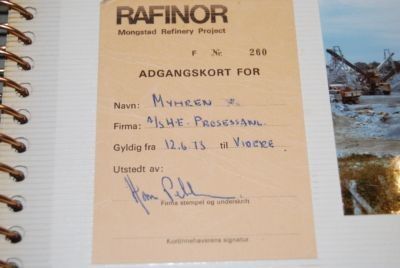 RAFINOR
Mongstad Refinery Project
F Nr. 260
ADGANGSKORT FOR
Navn: MYHREN
Firma: A/S H.E. PROSESSANL.
Gyldig fra 12.6.73 til VIDERE
Utstedt av:
Firma stempel og underskrift
Kortinnehaverens signatur